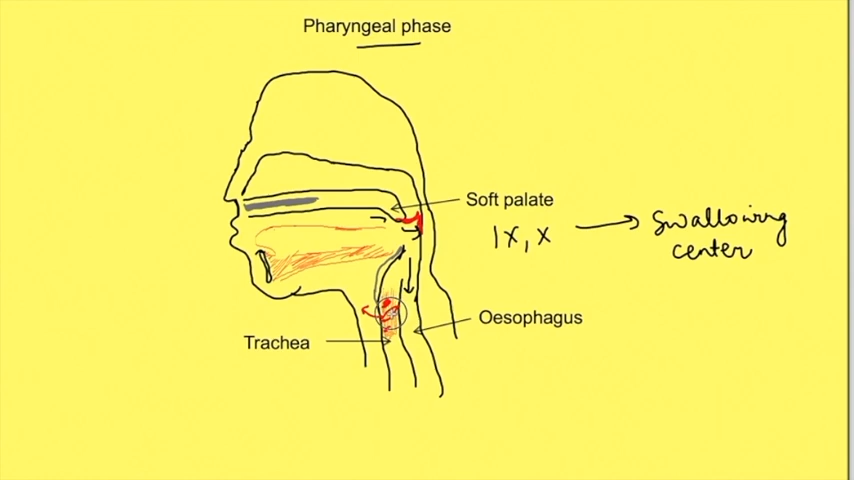 Pharyngeal phase
Soft palate
IX, X
Swallowing
center
Oesophagus
Trachea